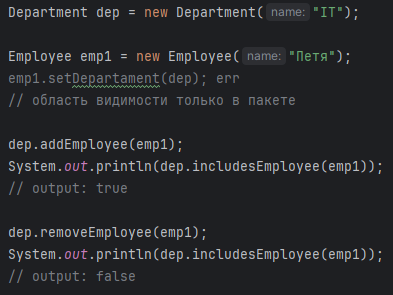 Department dep = new Department( name: "IT");
Employee emp1 = new Employee( name: "Петя");
emp1.setDepartament(dep); err
// область видимости только в пакете
dep.addEmployee(emp1);
System.out.println(dep.includesEmployee(emp1));
// output: true
dep.removeEmployee(emp1);
System.out.println(dep.includesEmployee(emp1));
// output: false